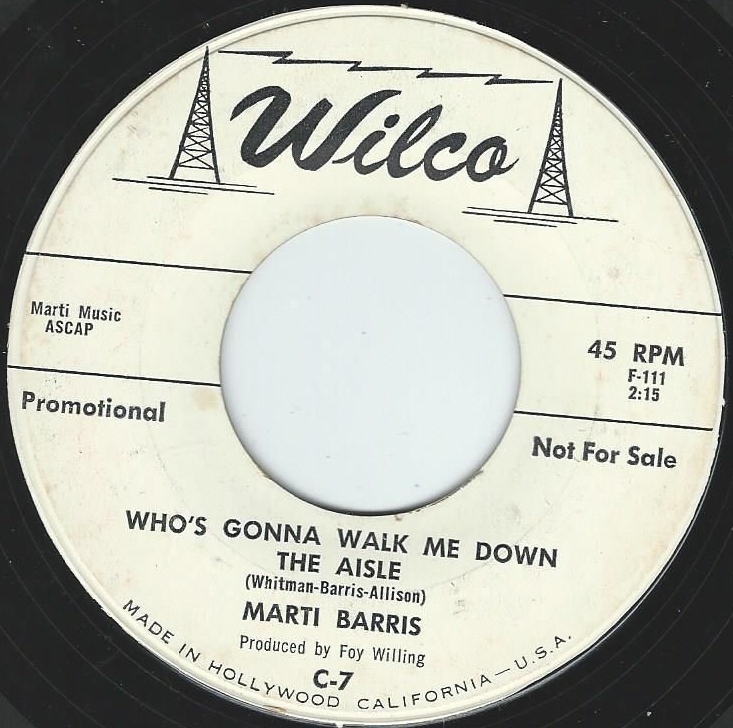 Wilco
Marti Music
ASCAP
45 RPM
F-111
2:15
Promotional
Not For Sale
WHO'S GONNA WALK ME DOWN
THE AISLE
(Whitman-Barris-Allison)
MARTI BARRIS
Produced by Foy Willing
C-7
MADE IN HOLLYWOOD CALIFORNIA—U.S.A.